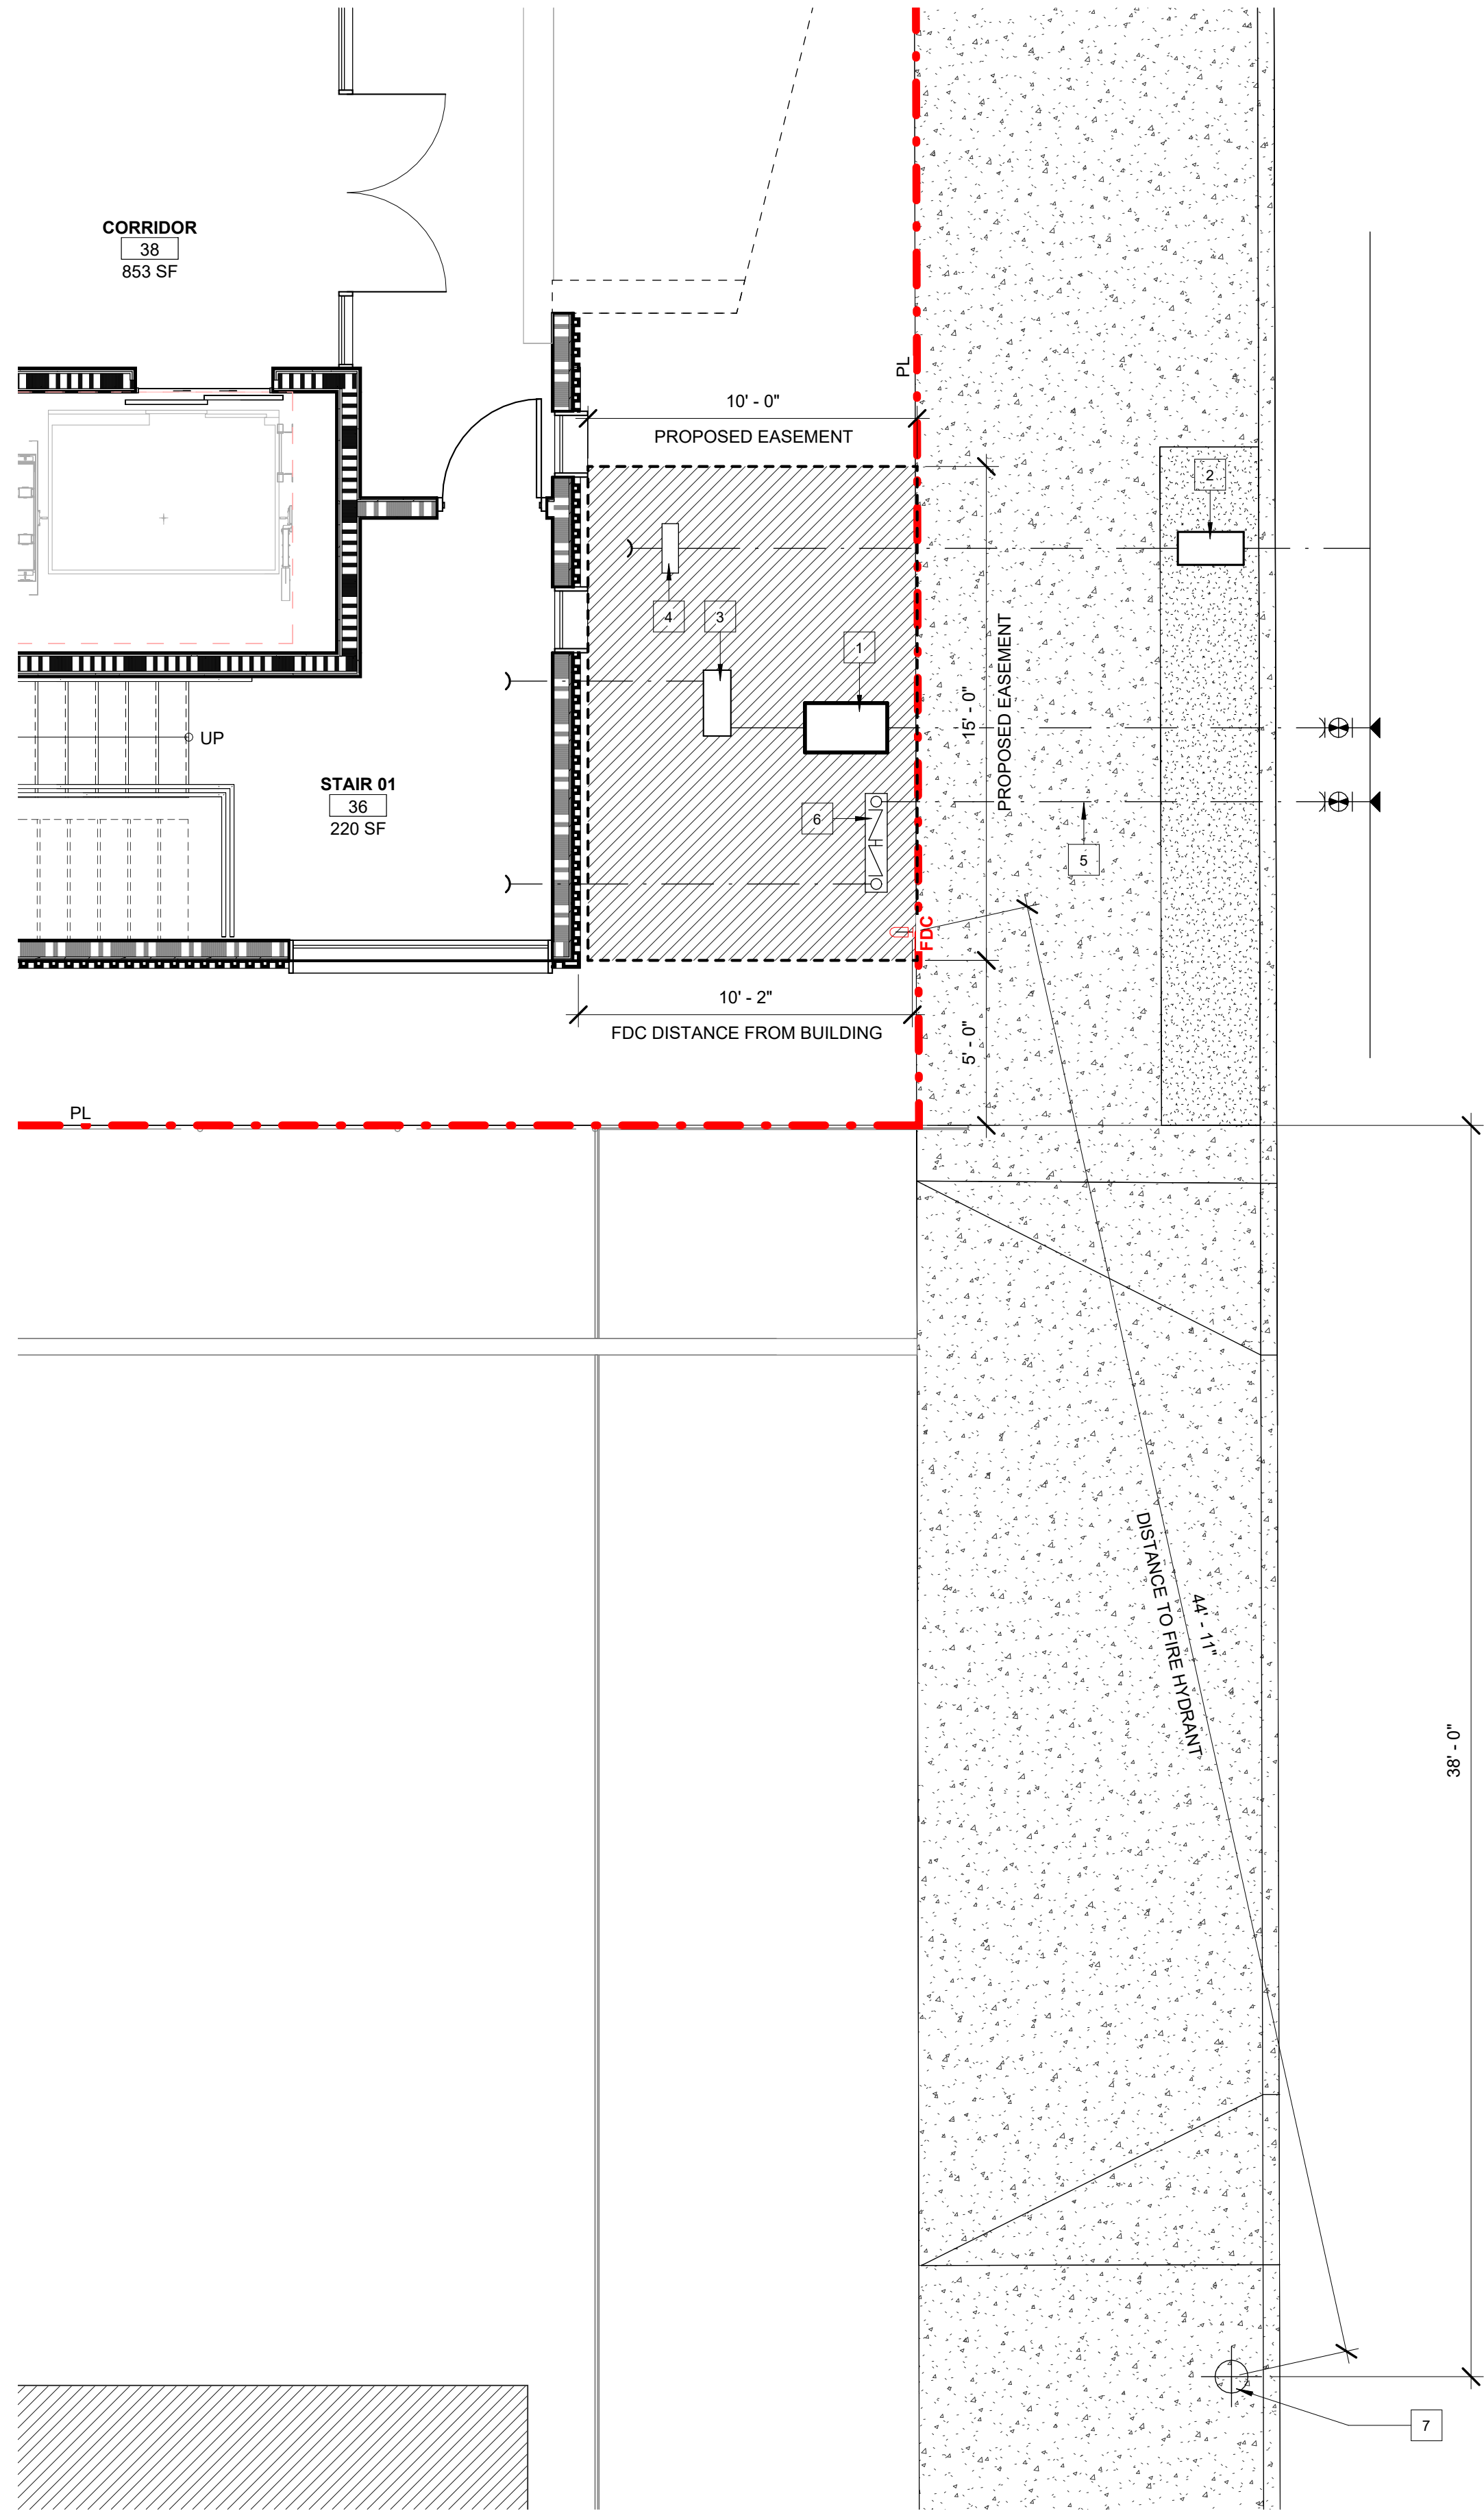 CORRIDOR
38
853 SF
PL
10' - 0"
PROPOSED EASEMENT
2
4
3
1
15' - 0"
PROPOSED EASEMENT
UP
STAIR 01
36
220 SF
6
5
FDC
10' - 2"
FDC DISTANCE FROM BUILDING
5' - 0"
PL
44' - 11"
DISTANCE TO FIRE HYDRANT
38' - 0"
7